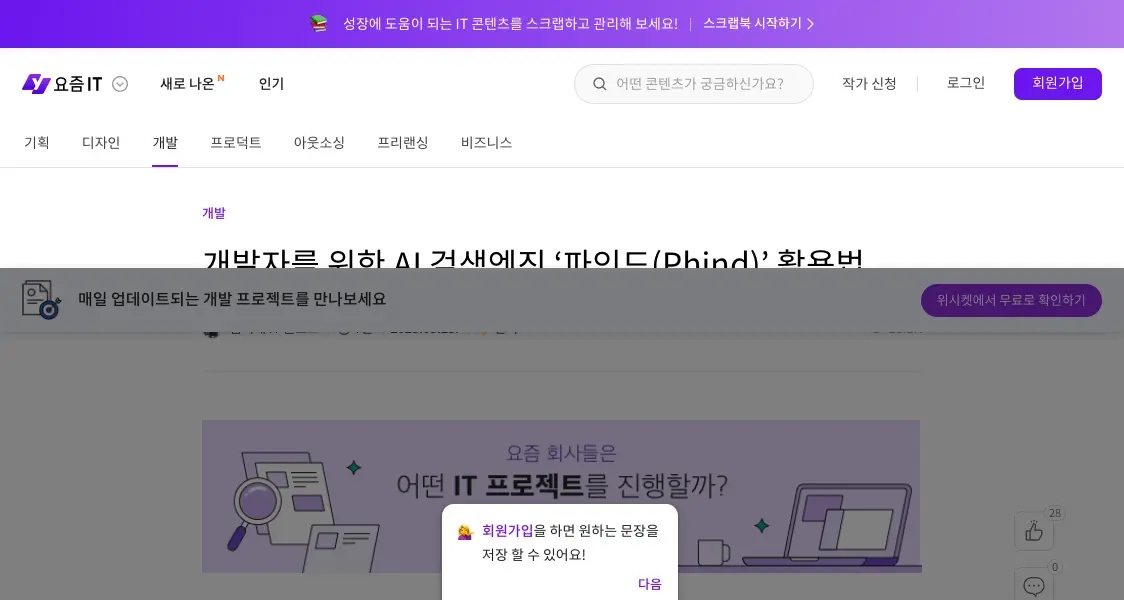 성장에 도움이 되는 IT 콘텐츠를 스크랩하고 관리해 보세요! | 스크랩북 시작하기 >
요즘IT 새로 나온 N 인기 어떤 콘텐츠가 궁금하신가요? 작가 신청 로그인 회원가입
기획 디자인 개발 프로덕트 아웃소싱 프리랜싱 비즈니스
개발
개발자를 위한 AI 검색엔진 ‘파인드(Phind)’ 활용법
매일 업데이트되는 개발 프로젝트를 만나보세요 위시켓에서 무료로 확인하기
요즘 회사들은
어떤 IT 프로젝트를 진행할까?
28
회원가입을 하면 원하는 문장을
저장 할 수 있어요!
0
다음